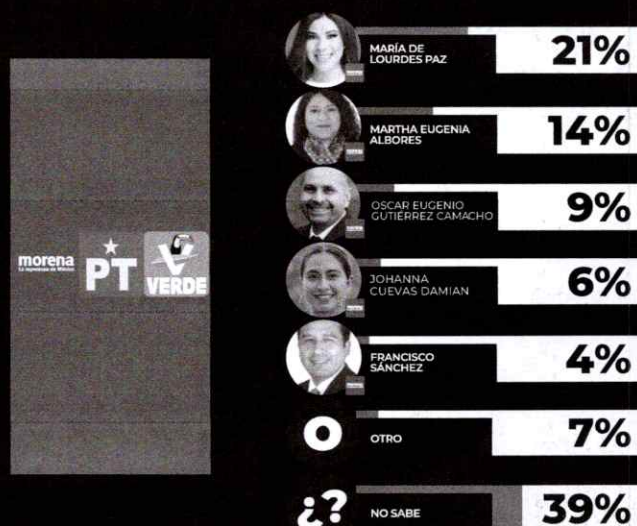 morena
La esperanza de México
PT
VERDE
MARÍA DE
LOURDES PAZ
21%
MARTHA EUGENIA
ALBORES
14%
OSCAR EUGENIO
GUTIÉRREZ CAMACHO
9%
JOHANNA
CUEVAS DAMIAN
6%
FRANCISCO
SÁNCHEZ
4%
O
OTRO
7%
¿?
NO SABE
39%